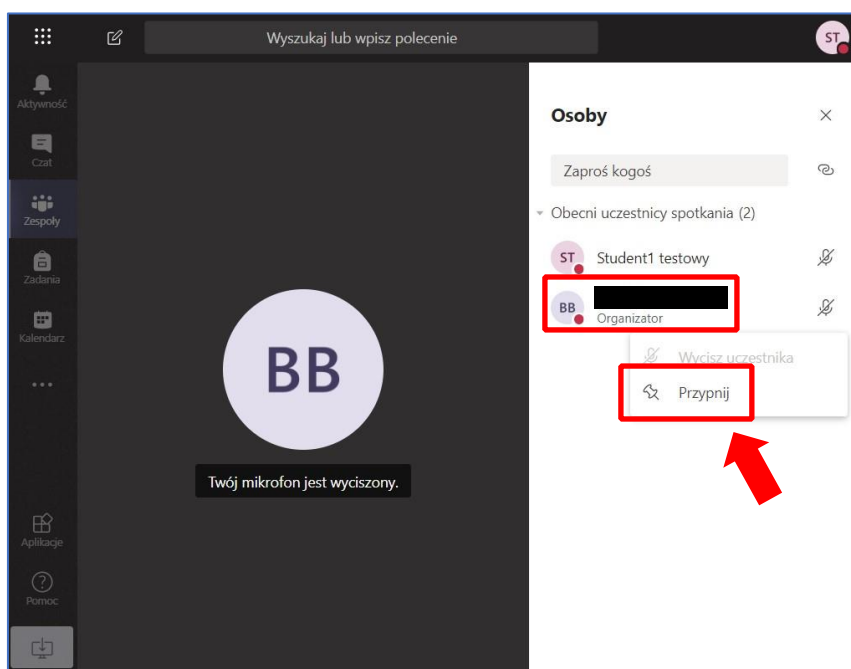 Wyszukaj lub wpisz polecenie
ST
Aktywność
Czat
Zespoły
Zadania
Kalendarz
Aplikacje
Pomoc
BB
Twój mikrofon jest wyciszony.
Osoby
Zaproś kogoś
Obecni uczestnicy spotkania (2)
ST Student1 testowy
BB
Organizator
Wycisz uczestnika
Przypnij